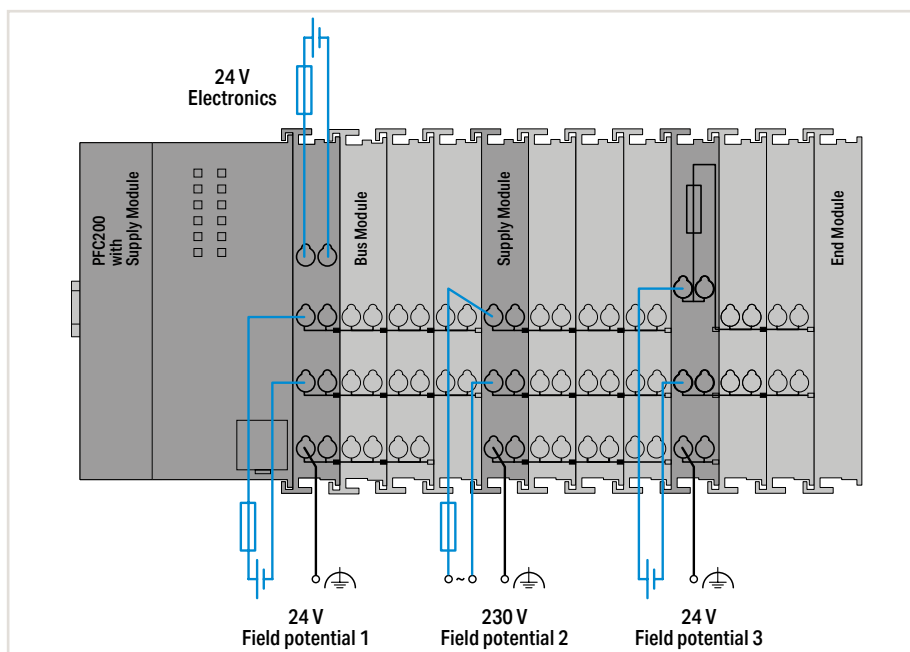 24 V
Electronics
PFC200
with
Supply Module
Bus Module
Supply Module
End Module
~
24 V
Field potential 1
230 V
Field potential 2
24 V
Field potential 3